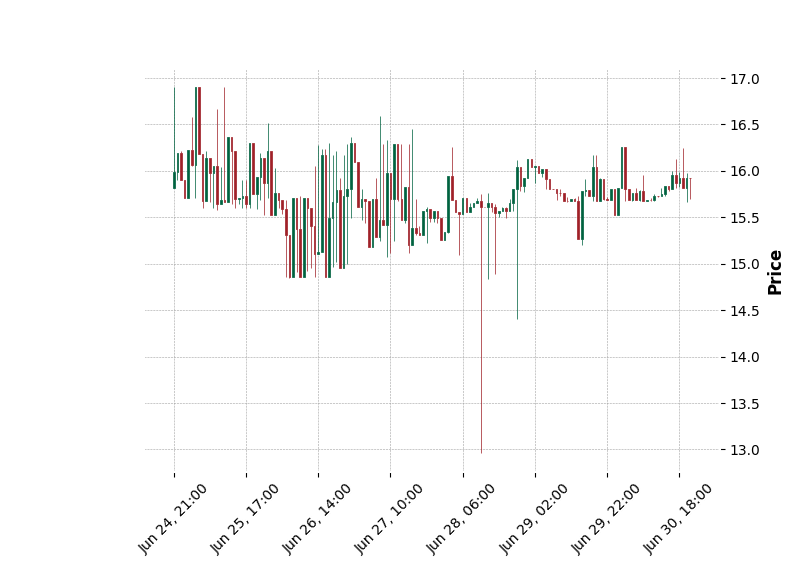 17.0
16.5
16.0
15.5
15.0
14.5
14.0
13.5
13.0
Price
Jun 24, 21:00
Jun 25, 17:00
Jun 26, 14:00
Jun 27, 10:00
Jun 28, 06:00
Jun 29, 02:00
Jun 29, 22:00
Jun 30, 18:00